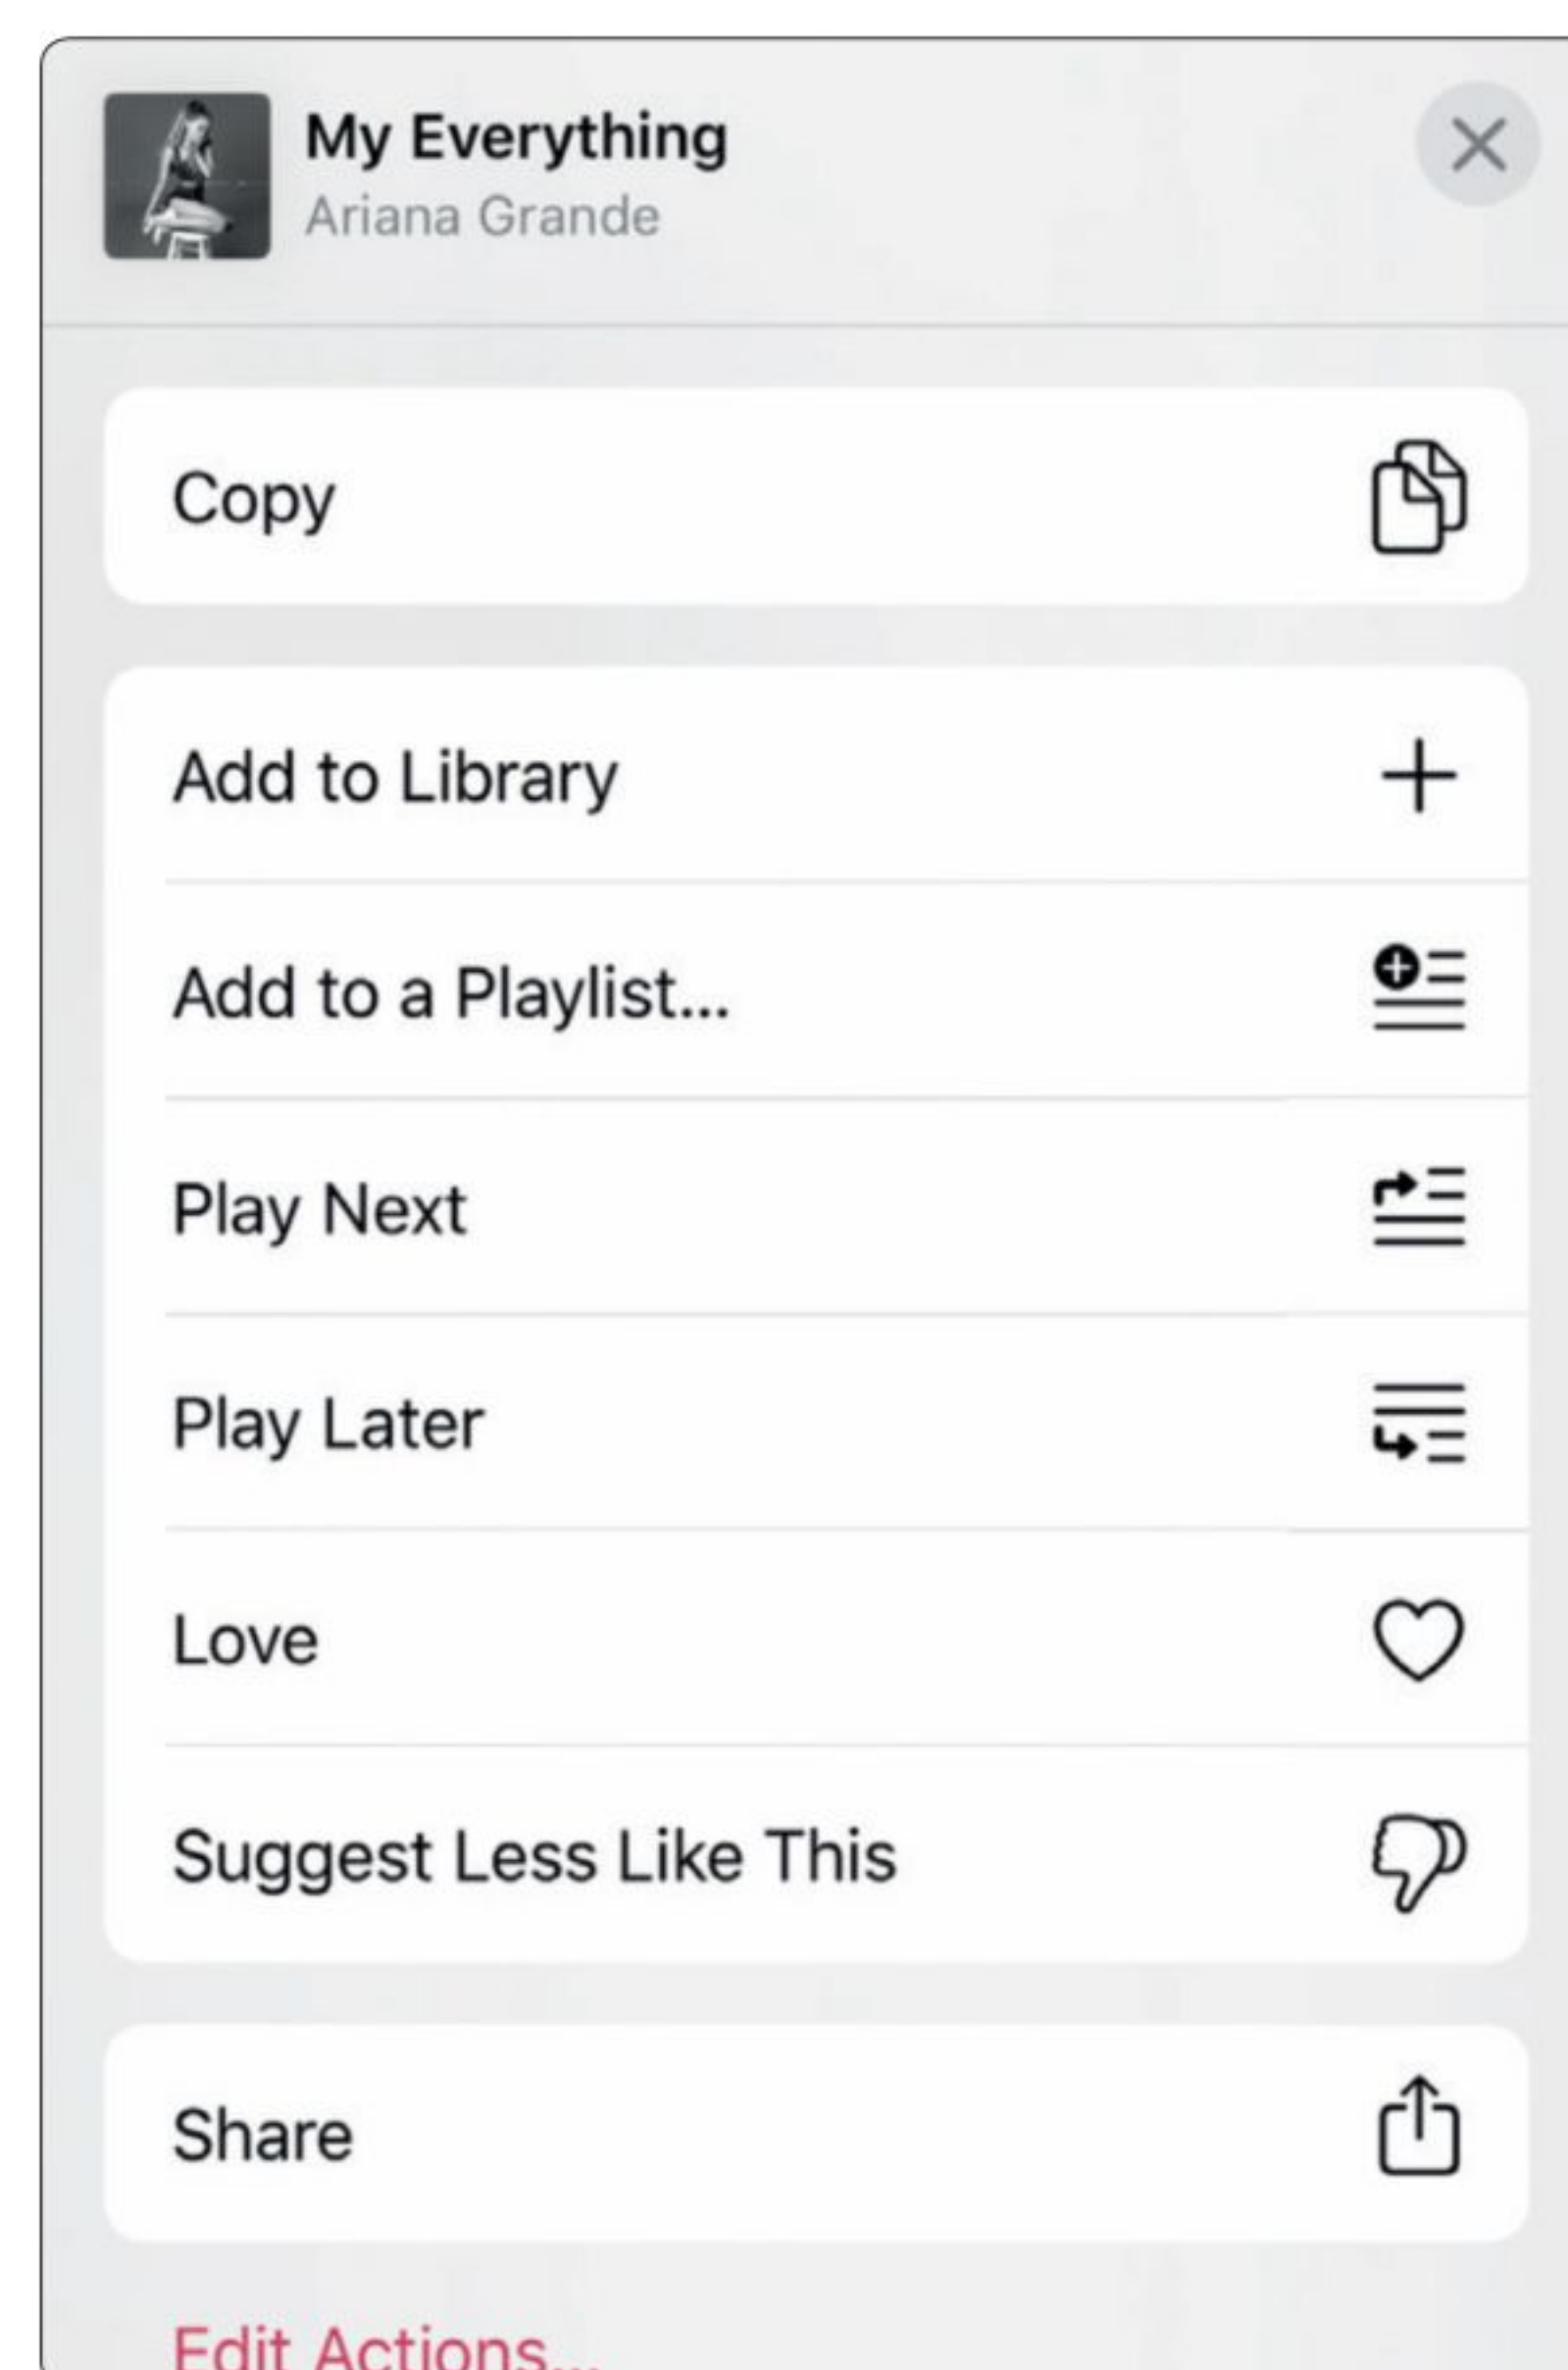 My Everything
Ariana Grande
Copy
Add to Library
Add to a Playlist...
Play Next
Play Later
Love
Suggest Less Like This
Share
Edit Actions...